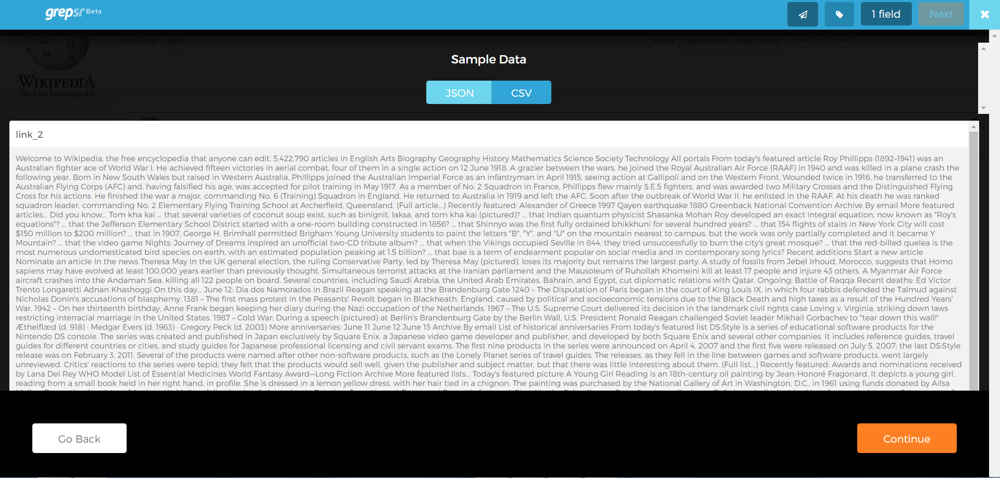 grepsr Beta
1 field
Next
Main Page Talk
Read View source View history Search Wikipedia
WIKIPEDIA
The Free Encyclopedia
Sample Data
JSON CSV
link_2
Welcome to Wikipedia, the free encyclopedia that anyone can edit. 5,422,790 articles in English Arts Biography Geography History Mathematics Science Society Technology All portals From today's featured article Roy Phillipps (1892–1941) was an
Australian fighter ace of World War I. He achieved fifteen victories in aerial combat, four of them in a single action on 12 June 1918. A grazier between the wars, he joined the Royal Australian Air Force (RAAF) in 1940 and was killed in a plane crash the
following year. Born in New South Wales but raised in Western Australia, Phillipps joined the Australian Imperial Force as an infantryman in April 1915, seeing action at Gallipoli and on the Western Front. Wounded twice in 1916, he transferred to the
Australian Flying Corps (AFC) and, having falsified his age, was accepted for pilot training in May 1917. As a member of No. 2 Squadron in France, Phillipps flew mainly S.E.5 fighters, and was awarded two Military Crosses and the Distinguished Flying
Cross for his actions. He finished the war a major, commanding No. 6 (Training) Squadron in England. He returned to Australia in 1919 and left the AFC. Soon after the outbreak of World War II, he enlisted in the RAAF. At his death he was ranked
squadron leader, commanding No. 2 Elementary Flying Training School at Archerfield, Queensland. (Full article...) Recently featured: Alexander of Greece 1997 Qayen earthquake 1880 Greenback National Convention Archive By email More featured
articles... Did you know... Tom kha kai ... that several varieties of coconut soup exist, such as binignit, laksa, and tom kha kai (pictured)? ... that Indian quantum physicist Shasanka Mohan Roy developed an exact integral equation, now known as "Roy's
equations"? ... that the Jefferson Elementary School District started with a one-room building constructed in 1856? ... that Shinnyo was the first fully ordained bhikkhuni for several hundred years? ... that 154 flights of stairs in New York City will cost
$150 million to $200 million? ... that in 1907, George H. Brimhall permitted Brigham Young University students to paint the letters "B", "Y", and "U" on the mountain nearest to campus, but the work was only partially completed and it became Y
Mountain? ... that the video game Nights: Journey of Dreams inspired an unofficial two-CD tribute album? ... that when the Vikings occupied Seville in 844, they tried unsuccessfully to burn the city's great mosque? ... that the red-billed quelea is the
most numerous undomesticated bird species on earth, with an estimated population peaking at 1.5 billion? ... that bae is a term of endearment popular on social media and in contemporary song lyrics? Recent additions Start a new article
Nominate an article In the news Theresa May In the UK general election, the ruling Conservative Party, led by Theresa May (pictured), loses its majority but remains the largest party. A study of fossils from Jebel Irhoud, Morocco, suggests that Homo
sapiens may have evolved at least 100,000 years earlier than previously thought. Simultaneous terrorist attacks at the Iranian parliament and the Mausoleum of Ruhollah Khomeini kill at least 17 people and injure 43 others. A Myanmar Air Force
aircraft crashes into the Andaman Sea, killing all 122 people on board. Several countries, including Saudi Arabia, the United Arab Emirates, Bahrain, and Egypt, cut diplomatic relations with Qatar. Ongoing: Battle of Raqqa Recent deaths: Ed Victor
Trento Longaretti Adnan Khashoggi On this day... June 12: Dia dos Namorados in Brazil Reagan speaking at the Brandenburg Gate 1240 – The Disputation of Paris began in the court of King Louis IX, in which four rabbis defended the Talmud against
Nicholas Donin's accusations of blasphemy. 1381 – The first mass protest in the Peasants' Revolt began in Blackheath, England, caused by political and socioeconomic tensions due to the Black Death and high taxes as a result of the Hundred Years'
War. 1942 – On her thirteenth birthday, Anne Frank began keeping her diary during the Nazi occupation of the Netherlands. 1967 – The U.S. Supreme Court delivered its decision in the landmark civil rights case Loving v. Virginia, striking down laws
restricting interracial marriage in the United States. 1987 – Cold War: During a speech (pictured) at Berlin's Brandenburg Gate by the Berlin Wall, U.S. President Ronald Reagan challenged Soviet leader Mikhail Gorbachev to "tear down this wall!"
Æthelflæd (d. 918) · Medgar Evers (d. 1963) · Gregory Peck (d. 2003) More anniversaries: June 11 June 12 June 13 Archive By email List of historical anniversaries From today's featured list DS:Style is a series of educational software products for the
Nintendo DS console. The series was created and published in Japan exclusively by Square Enix, a Japanese video game developer and publisher, and developed by both Square Enix and several other companies. It includes reference guides, travel
guides for different countries or cities, and study guides for Japanese professional licensing and civil servant exams. The first nine products in the series were announced on April 4, 2007 and the first five were released on July 5, 2007; the last DS:Style
release was on February 3, 2011. Several of the products were named after other non-software products, such as the Lonely Planet series of travel guides. The releases, as they fell in the line between games and software products, went largely
unreviewed. Critics' reactions to the series were tepid; they felt that the products would sell well, given the publisher and subject matter, but that there was little interesting about them. (Full list...) Recently featured: Awards and nominations received
by Lana Del Rey WHO Model List of Essential Medicines World Fantasy Award—Long Fiction Archive More featured lists... Today's featured picture A Young Girl Reading is an 18th-century oil painting by Jean-Honoré Fragonard. It depicts a young girl,
reading from a small book held in her right hand, in profile. She is dressed in a lemon yellow dress, with her hair tied in a chignon. The painting was purchased by the National Gallery of Art in Washington, D.C., in 1961 using funds donated by Ailsa
Go Back
Continue